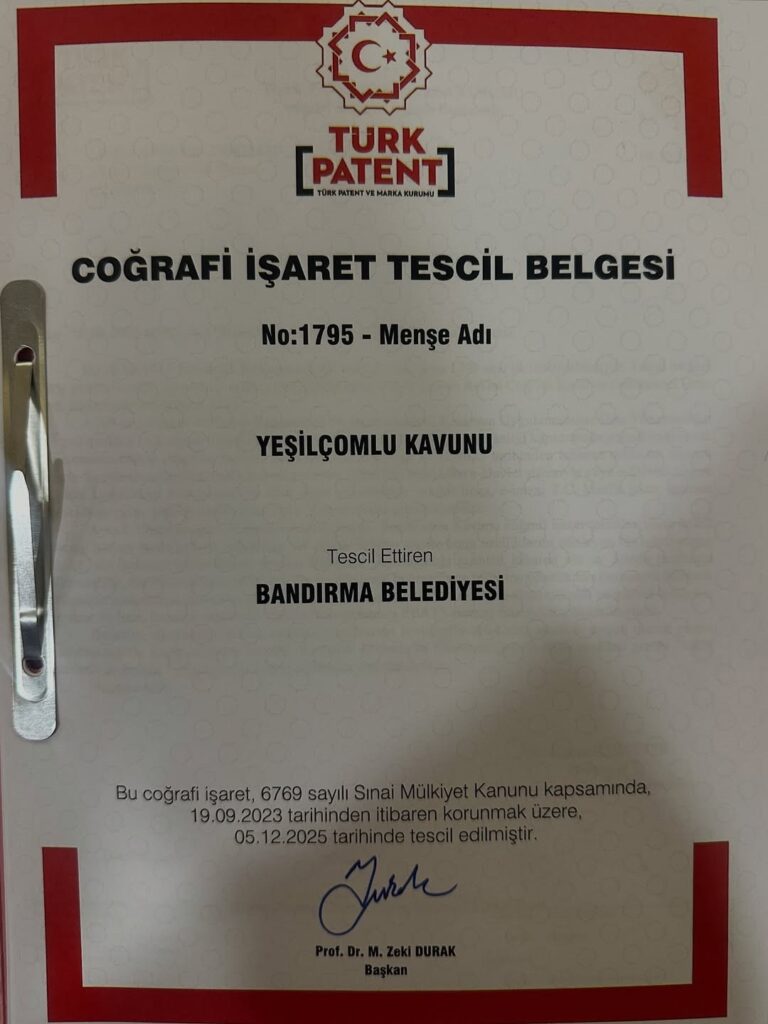 TÜRK
PATENT
TÜRK PATENT VE MARKA KURUMU
COĞRAFİ İŞARET TESCİL BELGESİ
No:1795 - Menşe Adı
YEŞİLÇOMLU KAVUNU
Tescil Ettiren
BANDIRMA BELEDİYESİ
Bu coğrafi işaret, 6769 sayılı Sınai Mülkiyet Kanunu kapsamında,
19.09.2023 tarihinden itibaren korunmak üzere,
05.12.2025 tarihinde tescil edilmiştir.
Prof. Dr. M. Zeki DURAK
Başkan